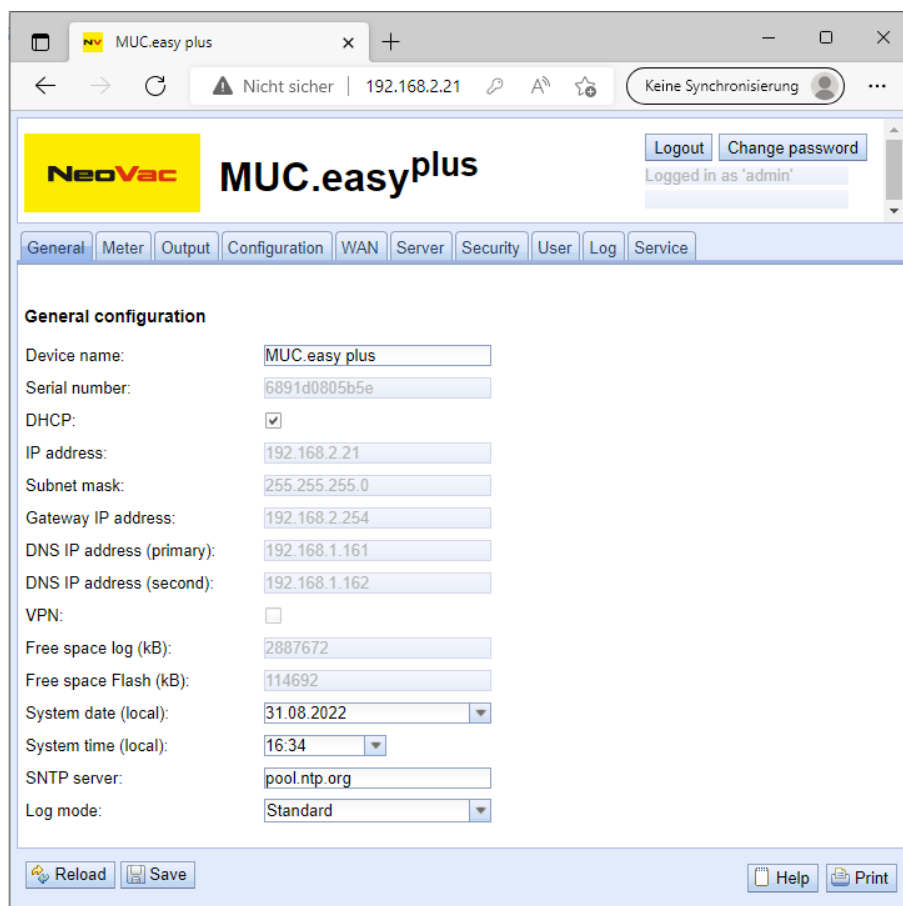 NV MUC.easy plus
Nicht sicher 192.168.2.21 A Keine Synchronisierung
NeoVac MUC.easyplus Logout Change password
Logged in as 'admin'
General Meter Output Configuration WAN Server Security User Log Service
General configuration
Device name: MUC.easy plus
Serial number: 6891d0805b5e
DHCP:
IP address: 192.168.2.21
Subnet mask: 255.255.255.0
Gateway IP address: 192.168.2.254
DNS IP address (primary): 192.168.1.161
DNS IP address (second): 192.168.1.162
VPN:
Free space log (kB): 2887672
Free space Flash (kB): 114692
System date (local): 31.08.2022
System time (local): 16:34
SNTP server: pool.ntp.org
Log mode: Standard
Reload Save Help Print